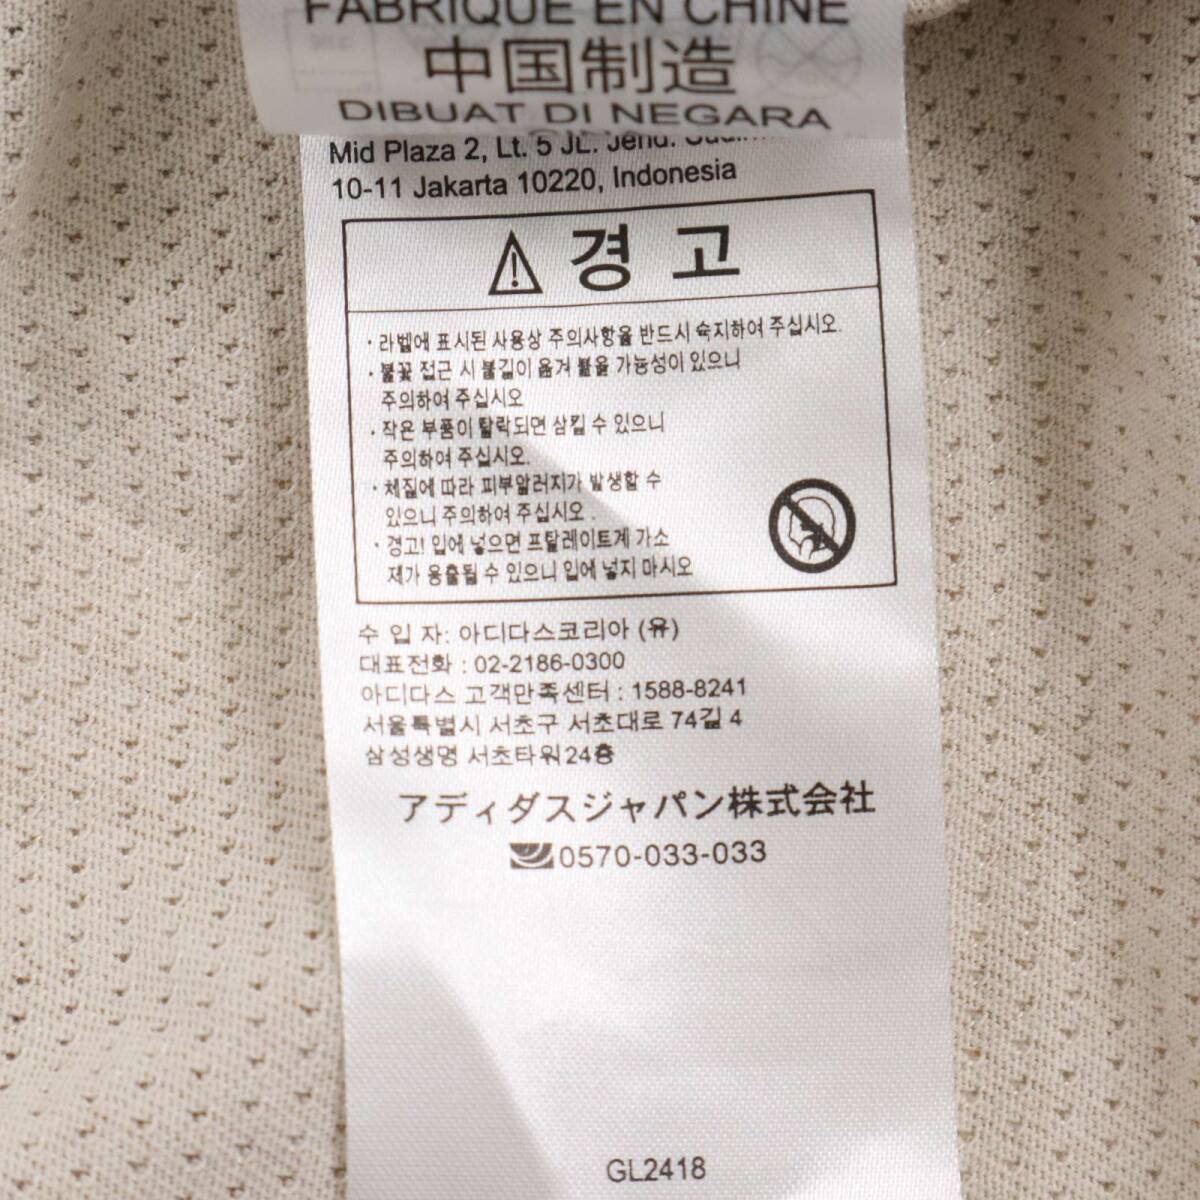 FABRIQUÉ EN CHINE
中国制造
DIBUAT DI NEGARA
Mid Plaza 2, Lt. 5 JL. Jend.
10-11 Jakarta 10220, Indonesia
경 고
· 라벨에 표시된 사용상 주의사항을 반드시 숙지하여 주십시오.
· 불꽃 접근 시 불길이 옮겨 붙을 가능성이 있으니
주의하여 주십시오
· 작은 부품이 탈락되면 삼킬 수 있으니
주의하여 주십시오.
· 체질에 따라 피부알러지가 발생할 수
있으니 주의하여 주십시오 .
· 경고! 입에 넣으면 프탈레이트계 가소
제가 용출될 수 있으니 입에 넣지 마시오
수 입 자: 아디다스코리아 (유)
대표전화 : 02-2186-0300
아디다스 고객만족센터 : 1588-8241
서울특별시 서초구 서초대로 74길 4
삼성생명 서초타워 24층
アディダスジャパン株式会社
0570-033-033
GL2418